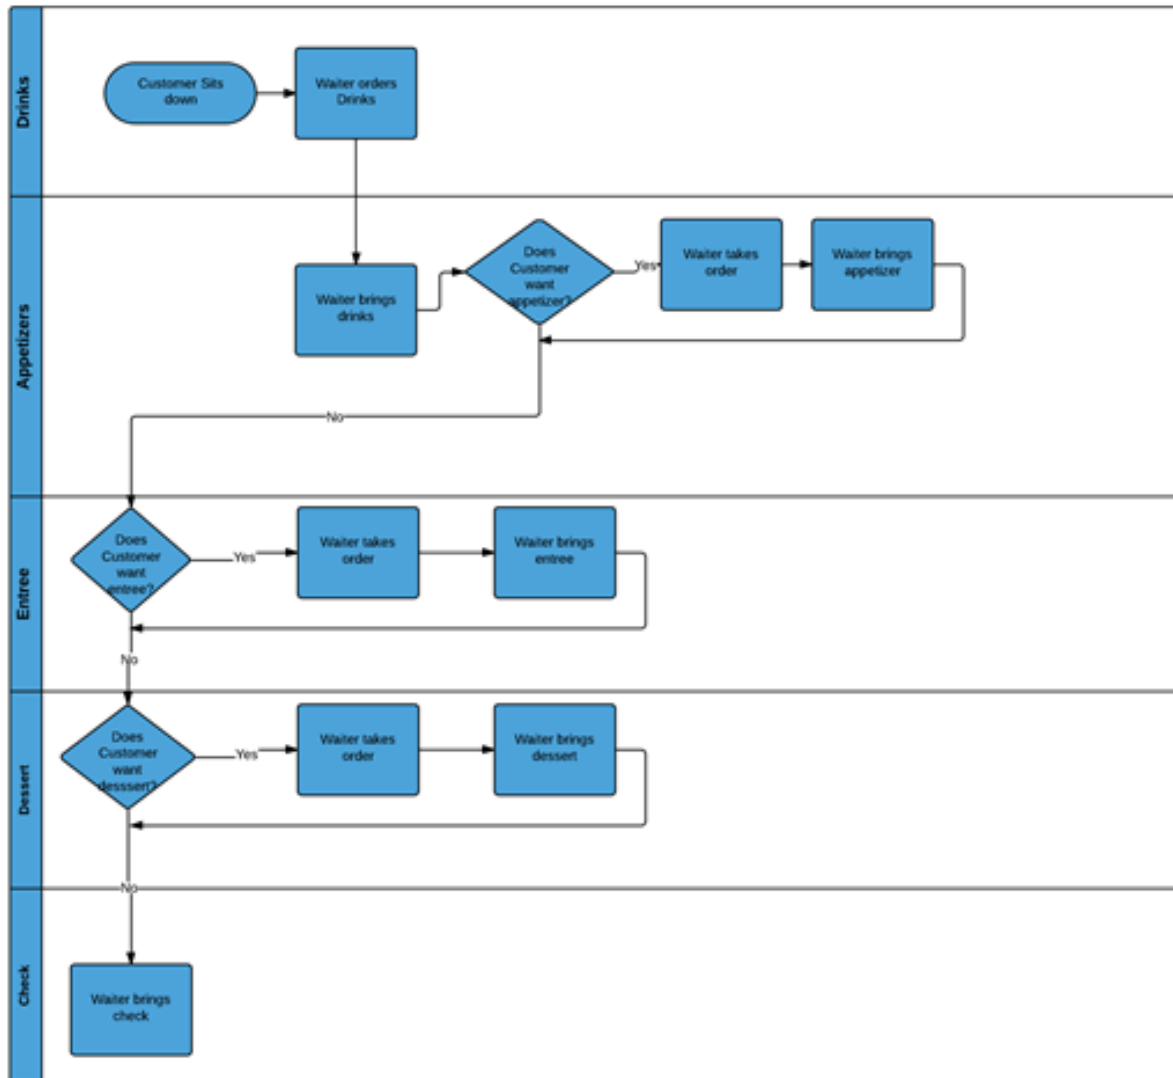 Drinks
Customer Sits
down
Waiter orders
Drinks
Appetizers
Waiter brings
drinks
Does
Customer
want
appetizer?
Yes
Waiter takes
order
Waiter brings
appetizer
No
Entree
Does
Customer
want
entree?
Yes
Waiter takes
order
Waiter brings
entree
No
Dessert
Does
Customer
want
desssert?
Yes
Waiter takes
order
Waiter brings
dessert
No
Check
Waiter brings
check